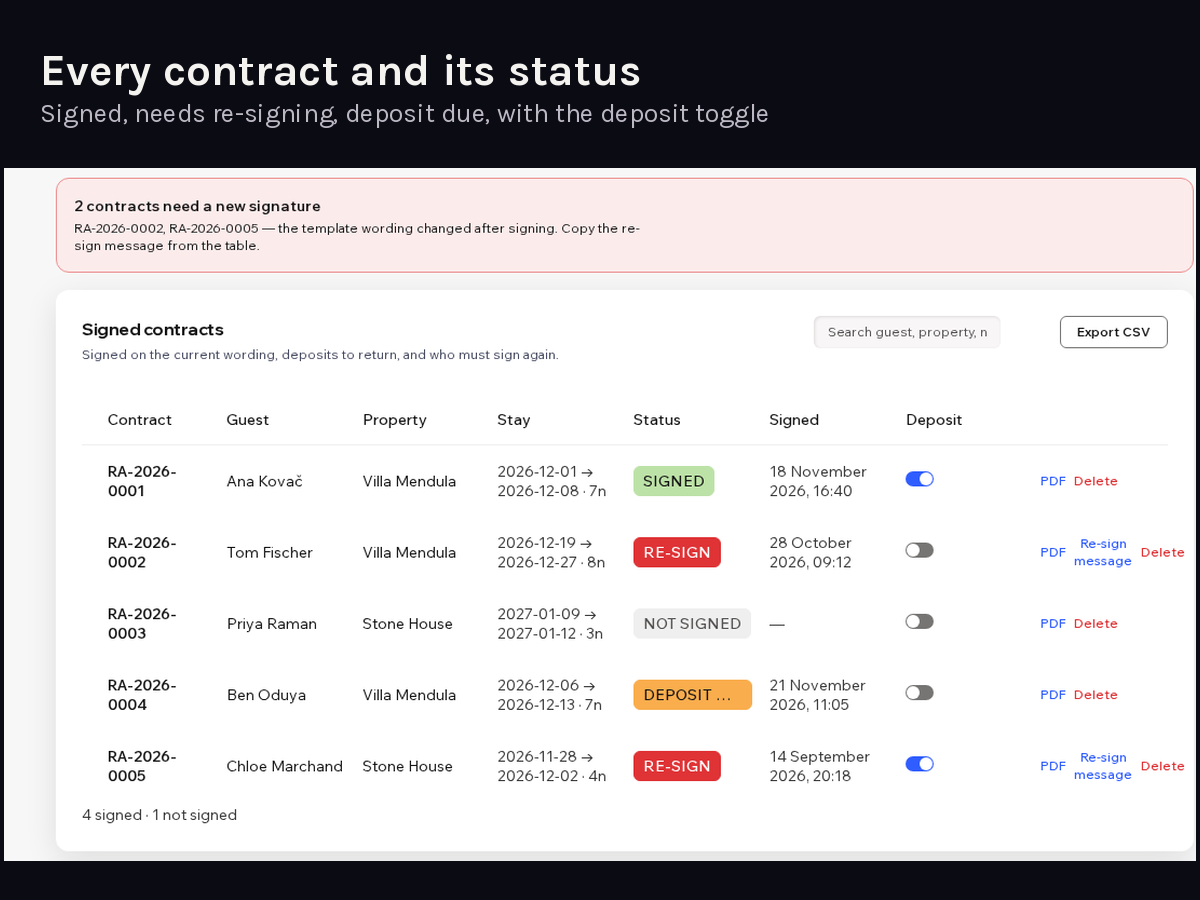 Every contract and its status
Signed, needs re-signing, deposit due, with the deposit toggle
2 contracts need a new signature
RA-2026-0002, RA-2026-0005 — the template wording changed after signing. Copy the re-
sign message from the table.
Signed contracts
Signed on the current wording, deposits to return, and who must sign again.
Search guest, property, n
Export CSV
Contract Guest Property Stay Status Signed Deposit
RA-2026-
0001
Ana Kovač
Villa Mendula
2026-12-01 →
2026-12-08 · 7n
SIGNED
18 November
2026, 16:40
PDF Delete
RA-2026-
0002
Tom Fischer
Villa Mendula
2026-12-19 →
2026-12-27 · 8n
RE-SIGN
28 October
2026, 09:12
PDF
Re-sign
message
Delete
RA-2026-
0003
Priya Raman
Stone House
2027-01-09 →
2027-01-12 · 3n
NOT SIGNED
—
PDF Delete
RA-2026-
0004
Ben Oduya
Villa Mendula
2026-12-06 →
2026-12-13 · 7n
DEPOSIT ...
21 November
2026, 11:05
PDF Delete
RA-2026-
0005
Chloe Marchand
Stone House
2026-11-28 →
2026-12-02 · 4n
RE-SIGN
14 September
2026, 20:18
PDF
Re-sign
message
Delete
4 signed · 1 not signed